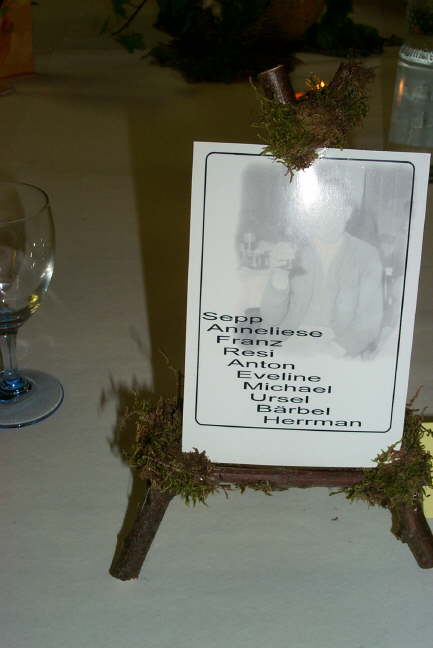 Sepp
Anneliese
Franz
Resi
Anton
Eveline
Michael
Ursel
Bärbel
Herrman